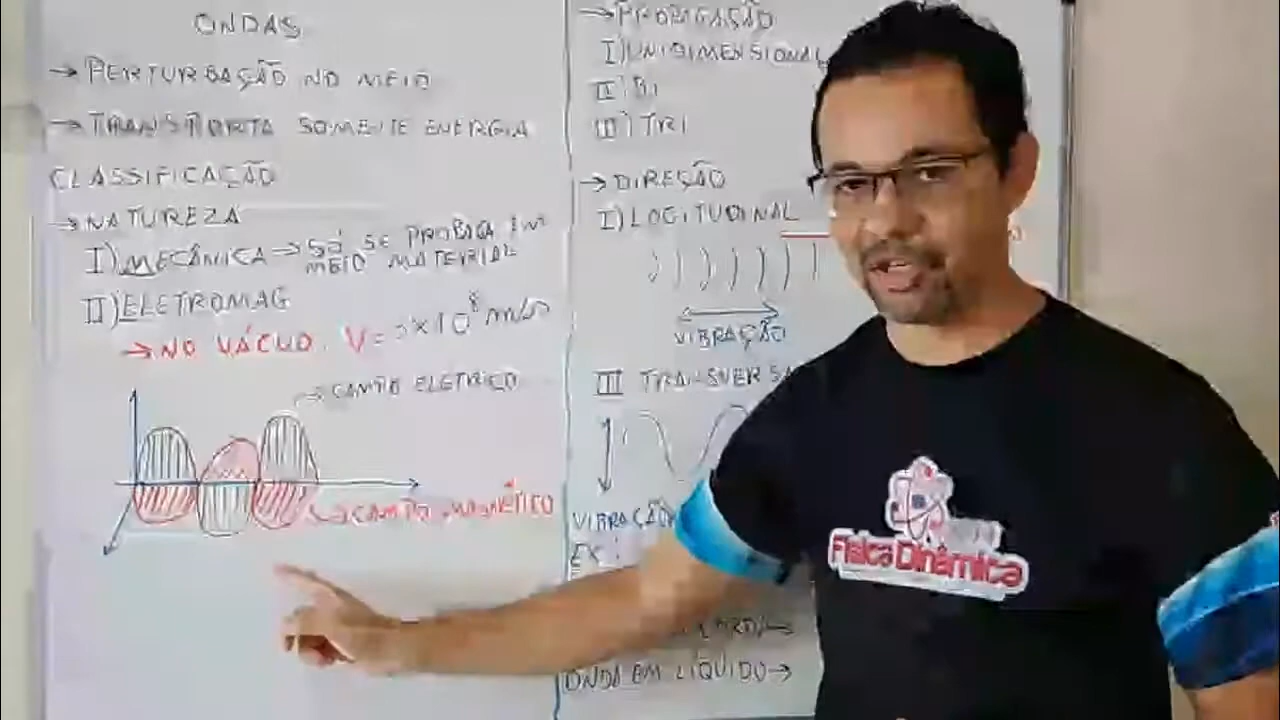 ONDAS
→ PERTURBAÇÃO NO MEIO
→ TRANSPORTA SOMENTE ENERGIA
CLASSIFICAÇÃO
→ NATUREZA
I) MECÂNICA → SÓ SE PROPAGA EM
MEIO MATERIAL
II) ELETROMAG
→ NO VÁCUO. V = 3×10⁸ m/s
→ CAMPO ELETRICO
→ CAMPO MAGNÉTICO
→ PROPAGAÇÃO
I) UNIDIMENSIONAL
II) BI
III) TRI
→ DIREÇÃO
I) LOGITUDINAL
VIBRAÇÃO
III TRANSVERSA
VIBRAÇÃO
EX:
ONDA EM LÍQUIDO →
Física Dinâmica